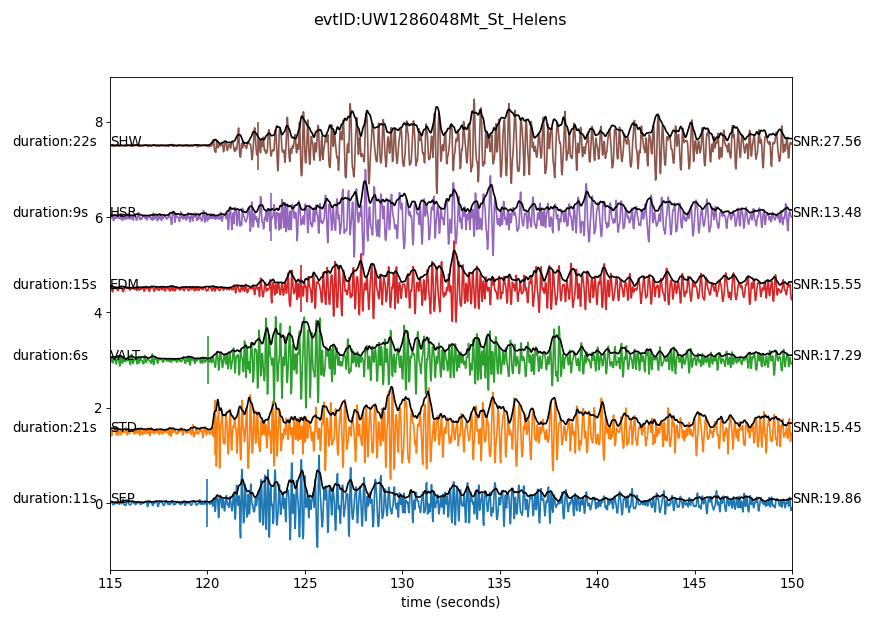 evtID:UW1286048Mt_St_Helens
8
duration:22s SHW SNR:27.56
duration:9s HSR SNR:13.48
6
duration:15s EDM SNR:15.55
4
duration:6s VALT SNR:17.29
2
duration:21s STD SNR:15.45
duration:11s SEP SNR:19.86
0
115 120 125 130 135 140 145 150
time (seconds)